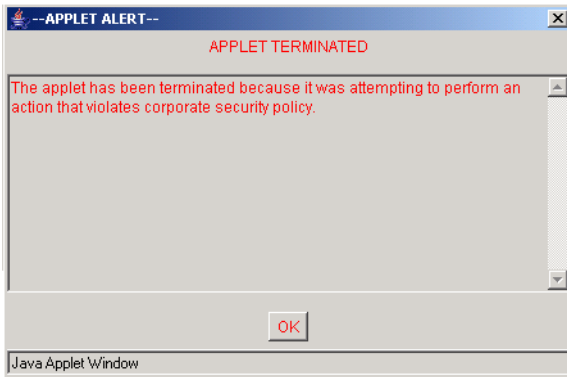 --APPLET ALERT--
APPLET TERMINATED
The applet has been terminated because it was attempting to perform an
action that violates corporate security policy.
OK
Java Applet Window